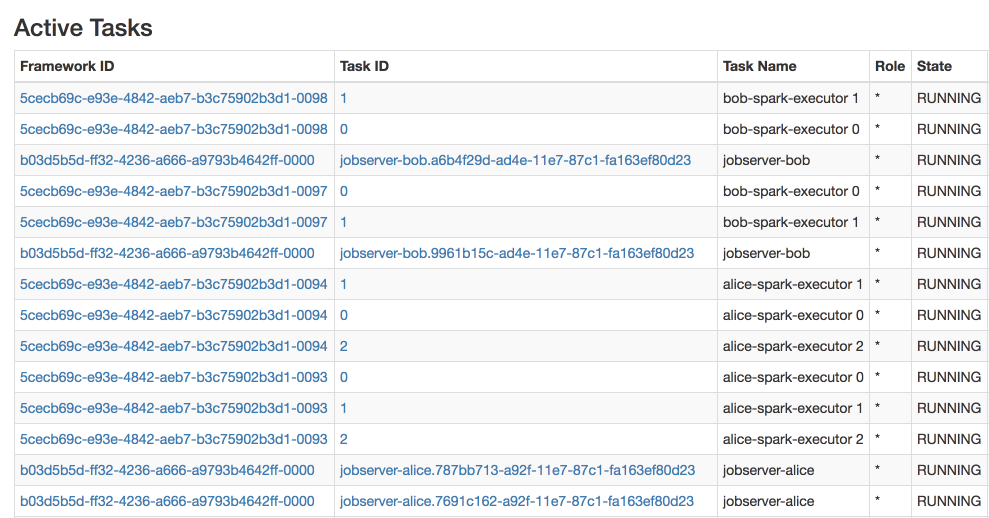 Active Tasks
Framework ID Task ID Task Name Role State
5cecb69c-e93e-4842-aeb7-b3c75902b3d1-0098 1 bob-spark-executor 1 * RUNNING
5cecb69c-e93e-4842-aeb7-b3c75902b3d1-0098 0 bob-spark-executor 0 * RUNNING
b03d5b5d-ff32-4236-a666-a9793b4642ff-0000 jobserver-bob.a6b4f29d-ad4e-11e7-87c1-fa163ef80d23 jobserver-bob * RUNNING
5cecb69c-e93e-4842-aeb7-b3c75902b3d1-0097 0 bob-spark-executor 0 * RUNNING
5cecb69c-e93e-4842-aeb7-b3c75902b3d1-0097 1 bob-spark-executor 1 * RUNNING
b03d5b5d-ff32-4236-a666-a9793b4642ff-0000 jobserver-bob.9961b15c-ad4e-11e7-87c1-fa163ef80d23 jobserver-bob * RUNNING
5cecb69c-e93e-4842-aeb7-b3c75902b3d1-0094 1 alice-spark-executor 1 * RUNNING
5cecb69c-e93e-4842-aeb7-b3c75902b3d1-0094 0 alice-spark-executor 0 * RUNNING
5cecb69c-e93e-4842-aeb7-b3c75902b3d1-0094 2 alice-spark-executor 2 * RUNNING
5cecb69c-e93e-4842-aeb7-b3c75902b3d1-0093 0 alice-spark-executor 0 * RUNNING
5cecb69c-e93e-4842-aeb7-b3c75902b3d1-0093 1 alice-spark-executor 1 * RUNNING
5cecb69c-e93e-4842-aeb7-b3c75902b3d1-0093 2 alice-spark-executor 2 * RUNNING
b03d5b5d-ff32-4236-a666-a9793b4642ff-0000 jobserver-alice.787bb713-a92f-11e7-87c1-fa163ef80d23 jobserver-alice * RUNNING
b03d5b5d-ff32-4236-a666-a9793b4642ff-0000 jobserver-alice.7691c162-a92f-11e7-87c1-fa163ef80d23 jobserver-alice * RUNNING